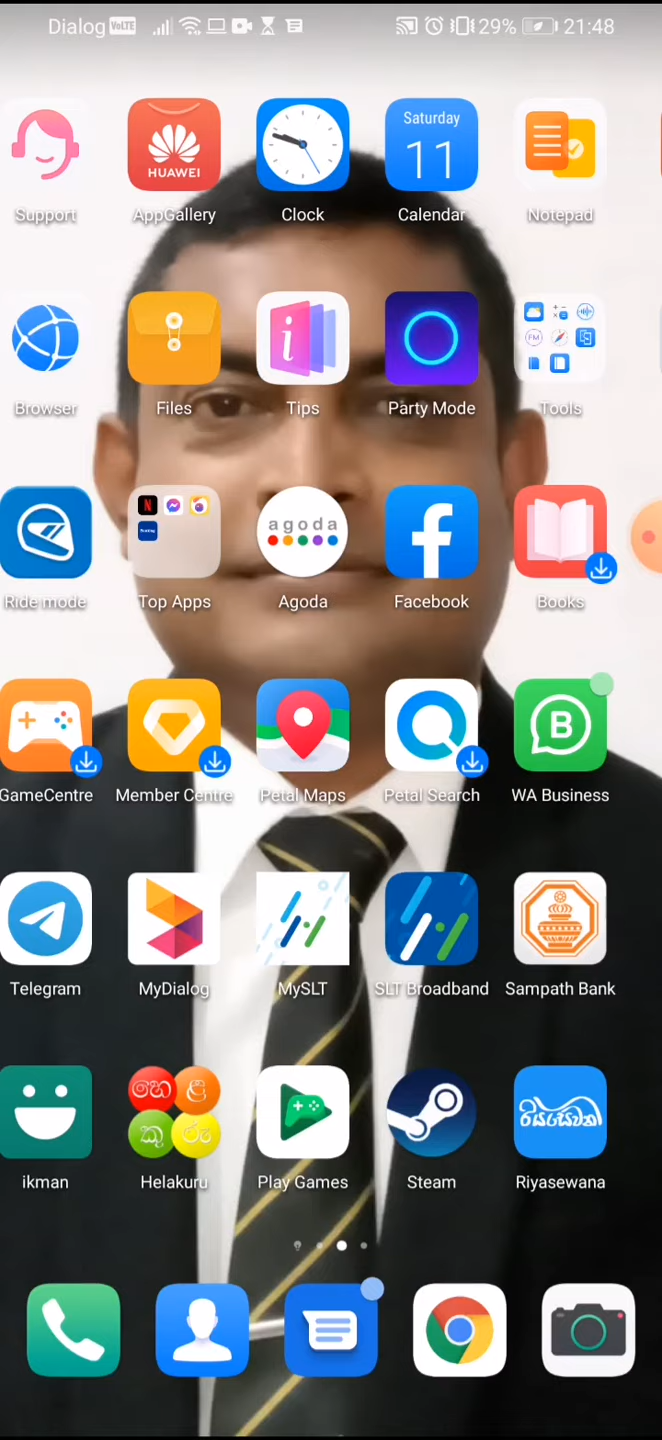 Dialog VoLTE 29% 21:48
HUAWEI
Saturday
11
Support AppGallery Clock Calendar Notepad
FM
Browser Files Tips Party Mode Tools
N
agoda
Ride mode Top Apps Agoda Facebook Books
B
GameCentre Member Centre Petal Maps Petal Search WA Business
Telegram MyDialog MySLT SLT Broadband Sampath Bank
හෙ ළ
කු රු
රියසෙවන
ikman Helakuru Play Games Steam Riyasewana